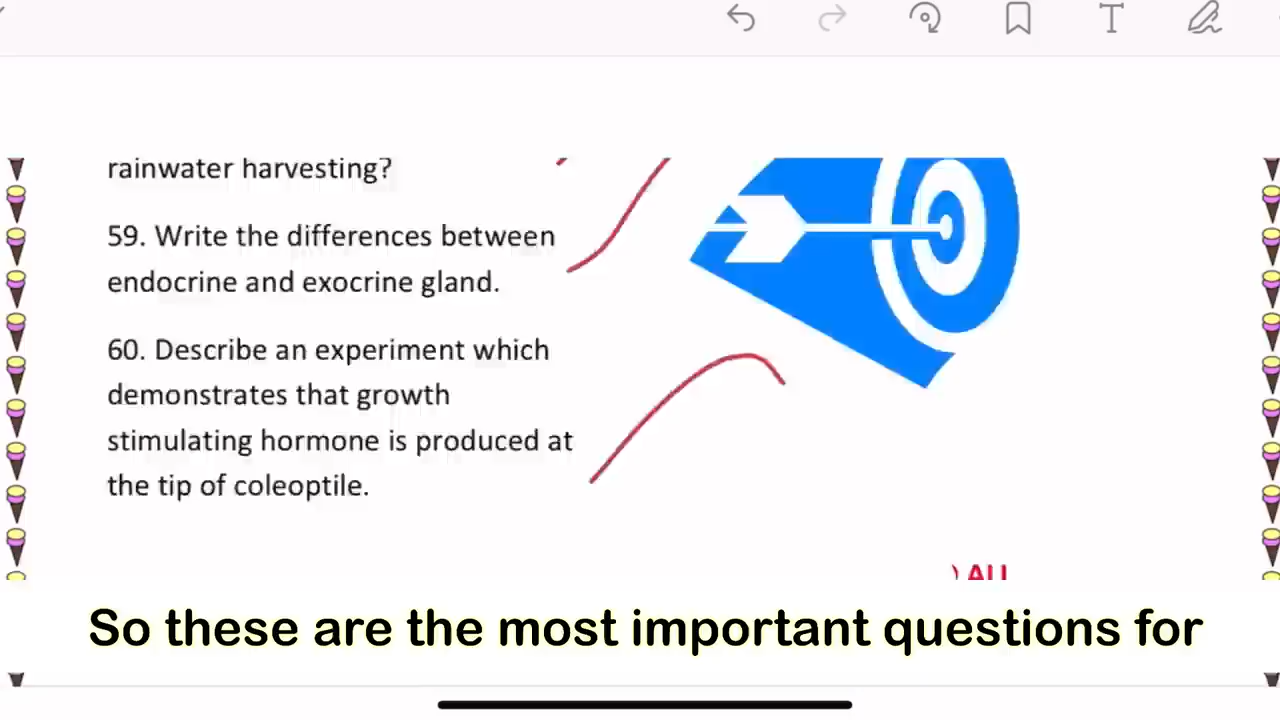 rainwater harvesting?
59. Write the differences between
endocrine and exocrine gland.
60. Describe an experiment which
demonstrates that growth
stimulating hormone is produced at
the tip of coleoptile.
So these are the most important questions for